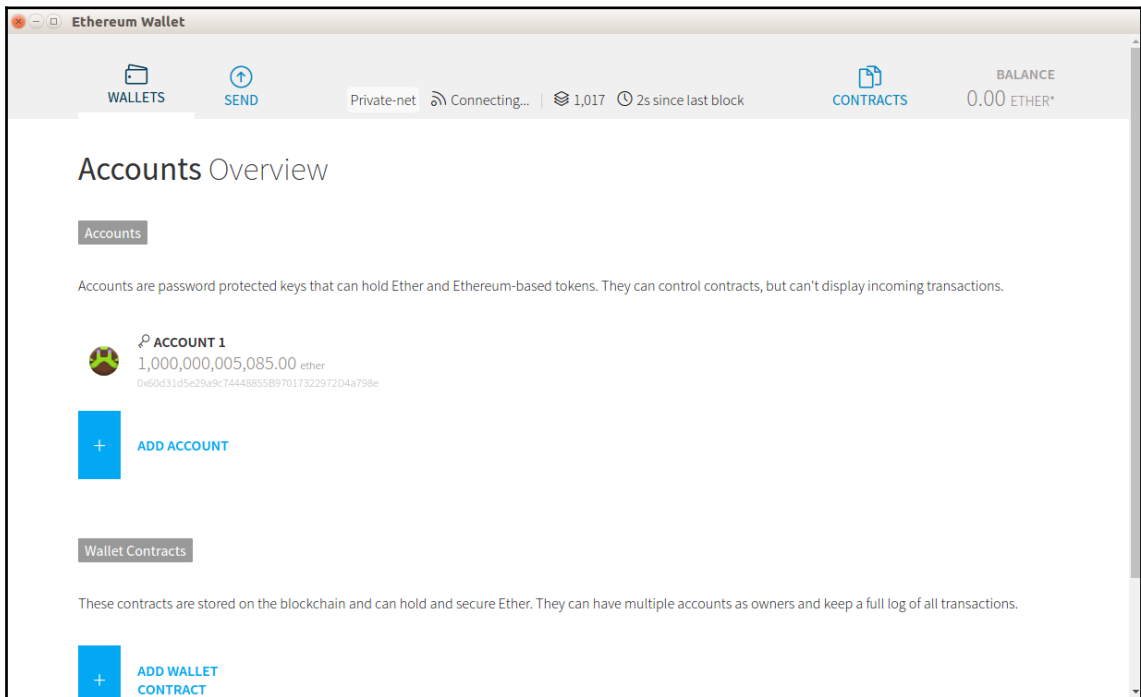 Ethereum Wallet
WALLETS
SEND
Private-net Connecting... | 1,017 2s since last block
CONTRACTS
BALANCE
0.00 ETHER*
Accounts Overview
Accounts
Accounts are password protected keys that can hold Ether and Ethereum-based tokens. They can control contracts, but can't display incoming transactions.
ACCOUNT 1
1,000,000,005,085.00 ether
0x60d31d5e29a9c74448855B97017322972D4a798e
+ ADD ACCOUNT
Wallet Contracts
These contracts are stored on the blockchain and can hold and secure Ether. They can have multiple accounts as owners and keep a full log of all transactions.
+ ADD WALLET
CONTRACT